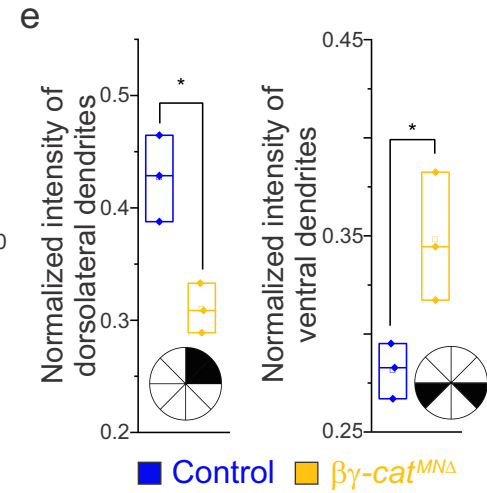 e
Normalized intensity of
dorsolateral dendrites
0.5
0.4
0.3
0.2
*
0
Normalized intensity of
ventral dendrites
0.45
0.35
0.25
*
Control
βγ-cat^MNΔ